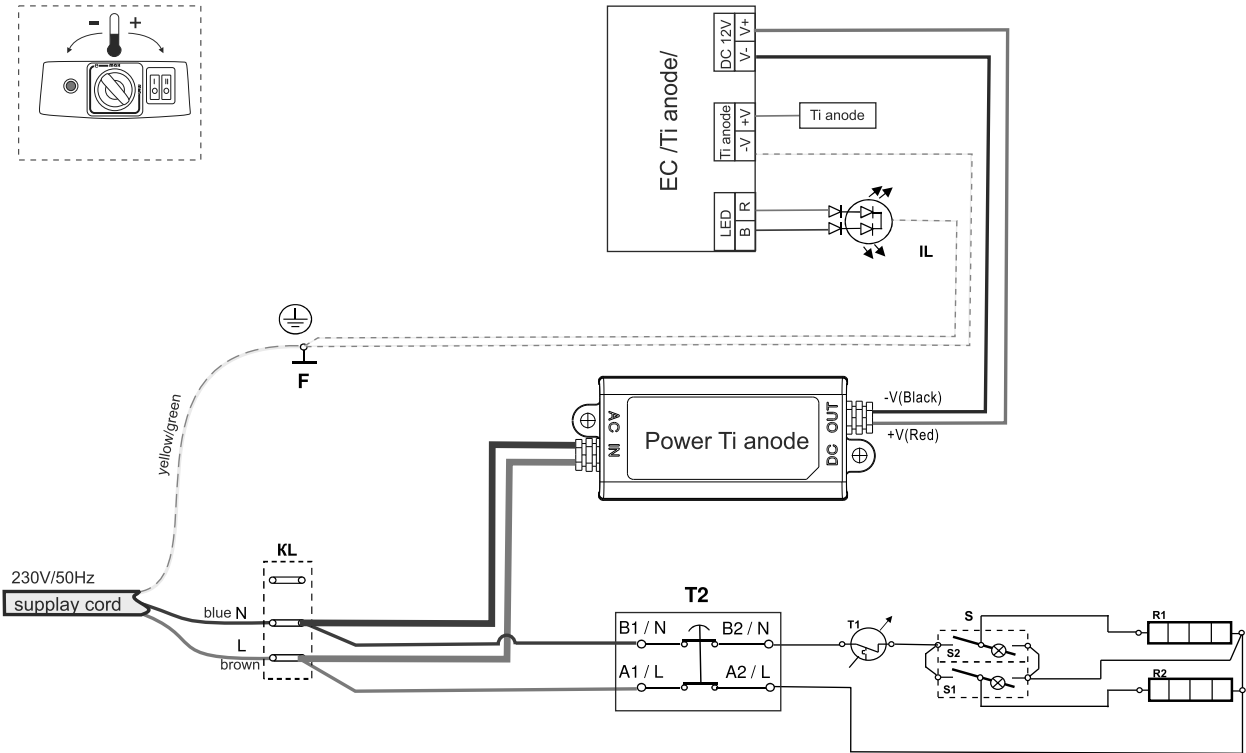 - +
max
I II
EC /Ti anode/
DC 12V
V+
V-
Ti anode
+V
-V
Ti anode
LED
R
B
IL
F
yellow/green
AC IN
Power Ti anode
DC OUT
-V(Black)
+V(Red)
KL
230V/50Hz
supplay cord
blue N
L
brown
T2
B1 / N
B2 / N
A1 / L
A2 / L
T1
S
S2
S1
R1
R2